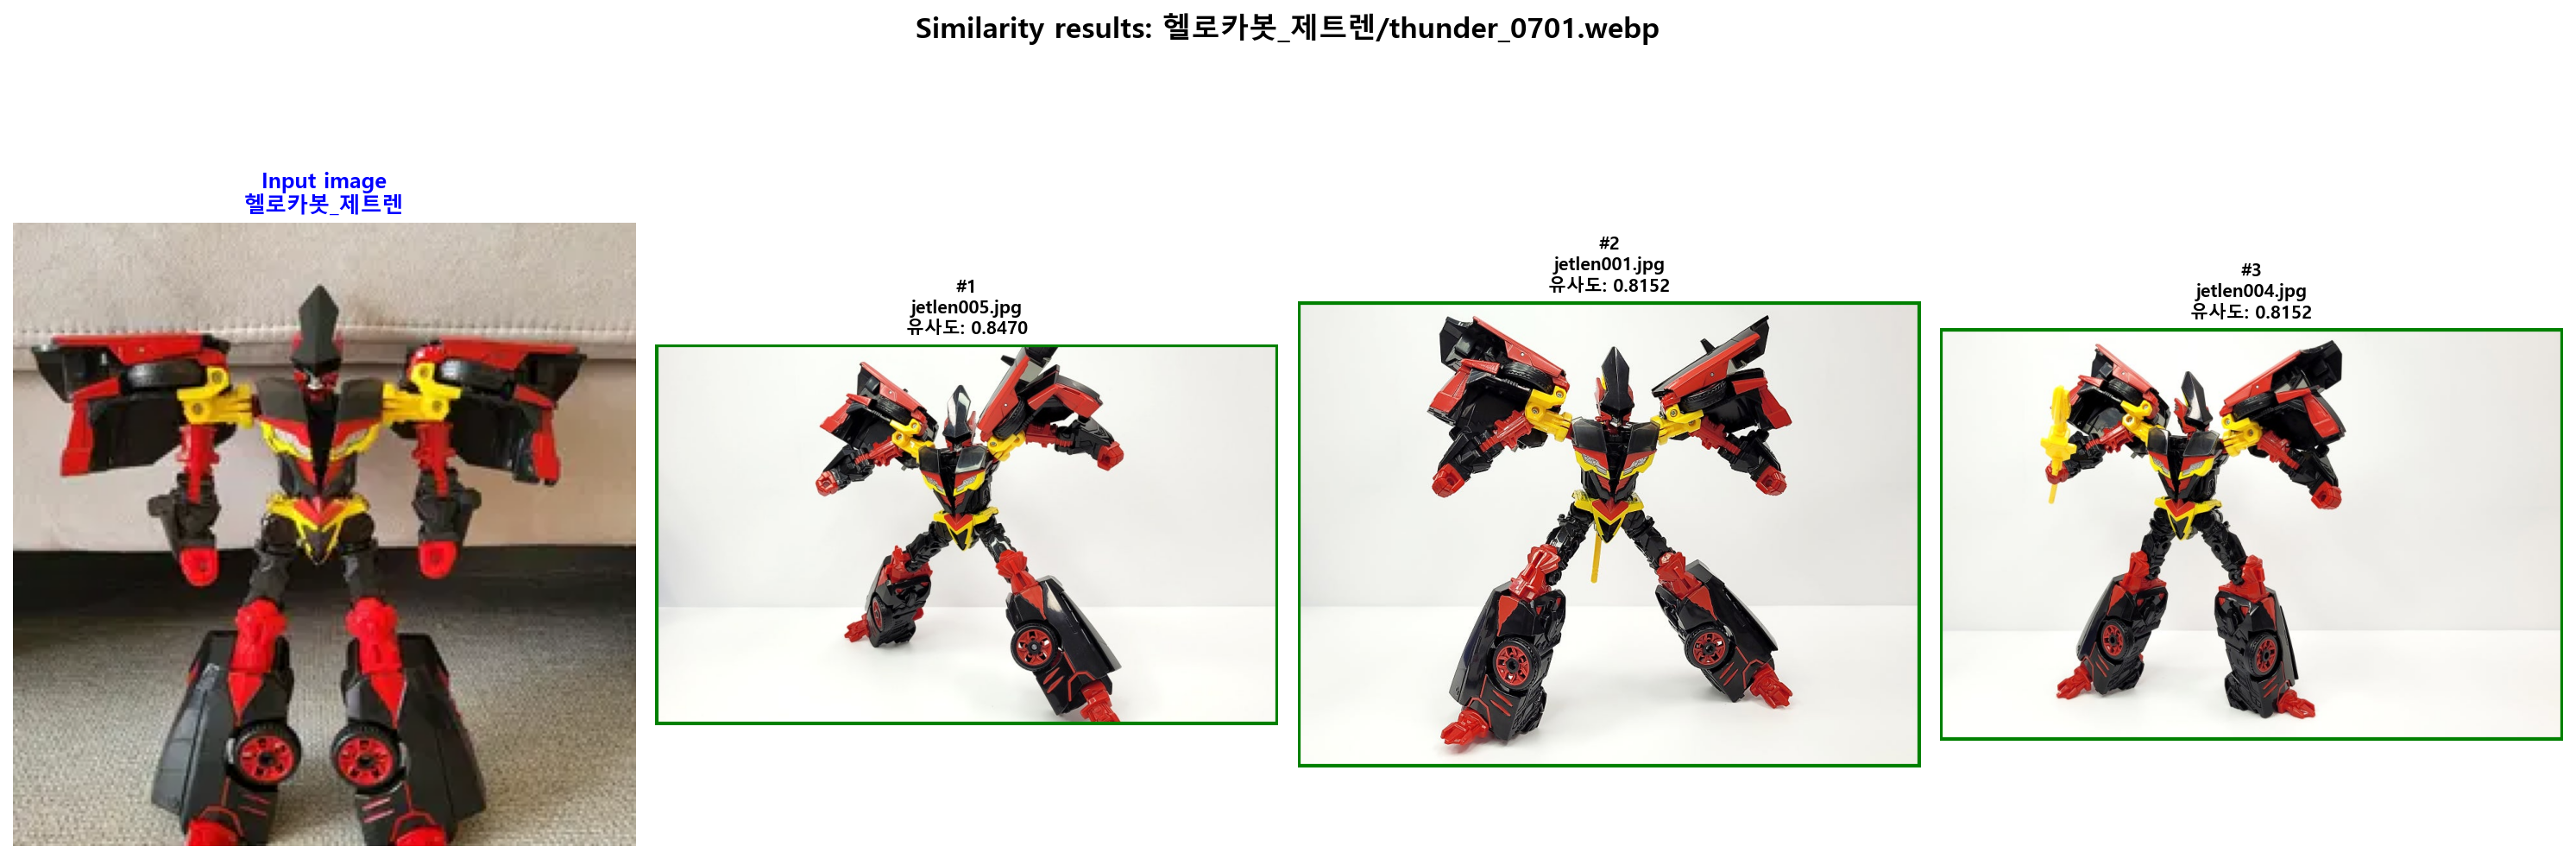 Similarity results: 헬로카봇_제트렌/thunder_0701.webp
Input image
헬로카봇_제트렌
#1
jetlen005.jpg
유사도: 0.8470
#2
jetlen001.jpg
유사도: 0.8152
#3
jetlen004.jpg
유사도: 0.8152